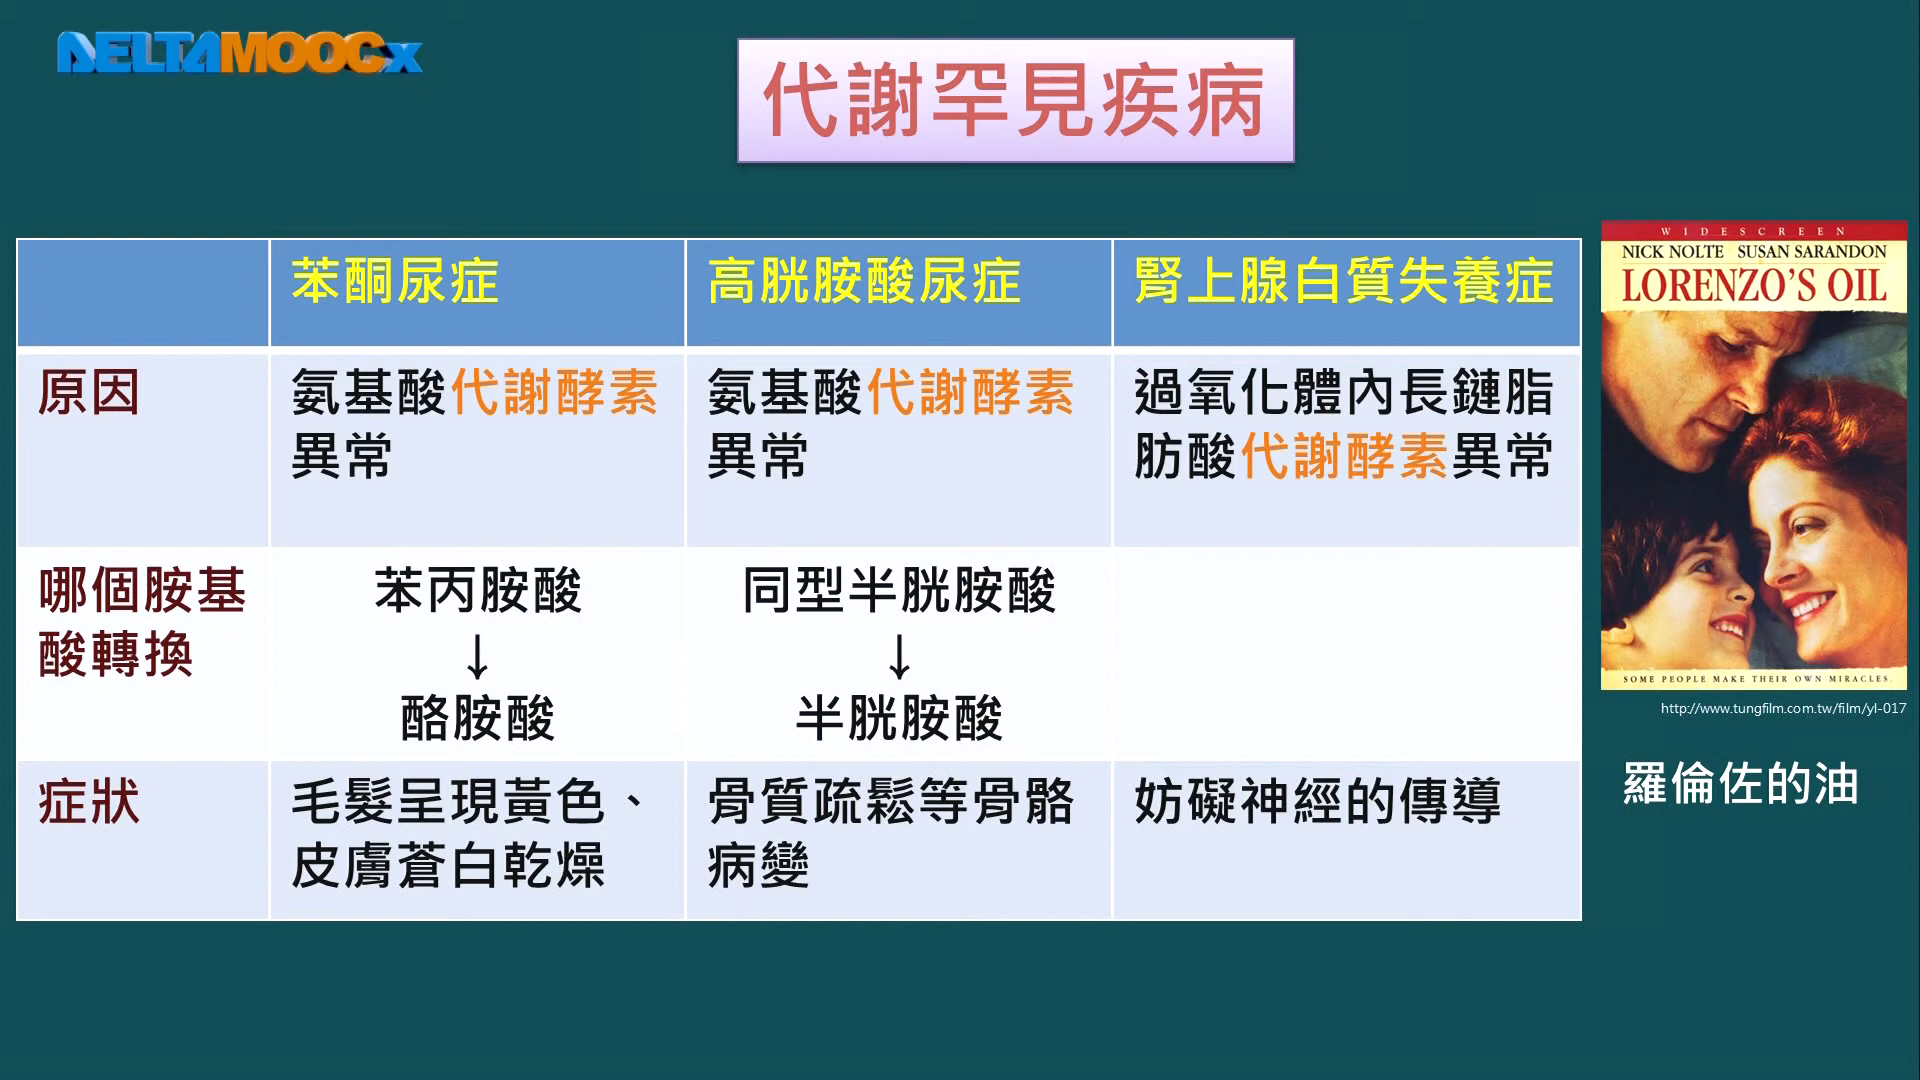 DELTAMOOCx
代謝罕見疾病
苯酮尿症
高胱胺酸尿症
腎上腺白質失養症
原因
氨基酸代謝酵素
異常
氨基酸代謝酵素
異常
過氧化體內長鏈脂
肪酸代謝酵素異常
哪個胺基
酸轉換
苯丙胺酸
↓
酪胺酸
同型半胱胺酸
↓
半胱胺酸
症狀
毛髮呈現黃色、
皮膚蒼白乾燥
骨質疏鬆等骨骼
病變
妨礙神經的傳導
WIDESCREEN
NICK NOLTE SUSAN SARANDON
LORENZO'S OIL
SOME PEOPLE MAKE THEIR OWN MIRACLES.
http://www.tungfilm.com.tw/film/yl-017
羅倫佐的油